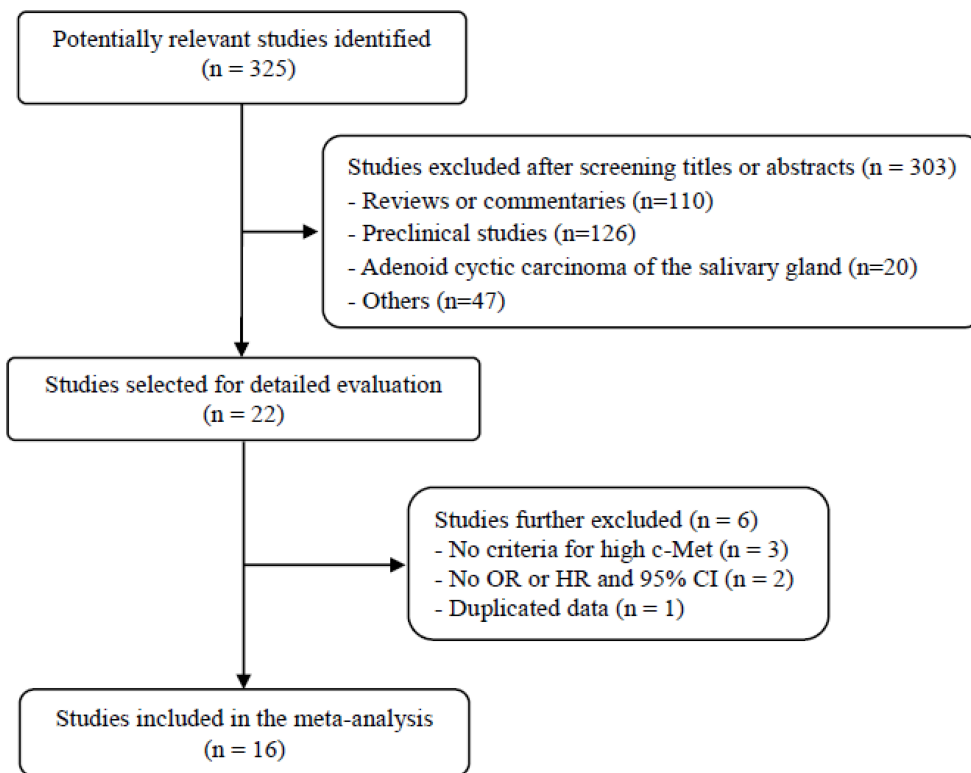 Potentially relevant studies identified
(n = 325)
Studies excluded after screening titles or abstracts (n = 303)
- Reviews or commentaries (n=110)
- Preclinical studies (n=126)
- Adenoid cyctic carcinoma of the salivary gland (n=20)
- Others (n=47)
Studies selected for detailed evaluation
(n = 22)
Studies further excluded (n = 6)
- No criteria for high c-Met (n = 3)
- No OR or HR and 95% CI (n = 2)
- Duplicated data (n = 1)
Studies included in the meta-analysis
(n = 16)